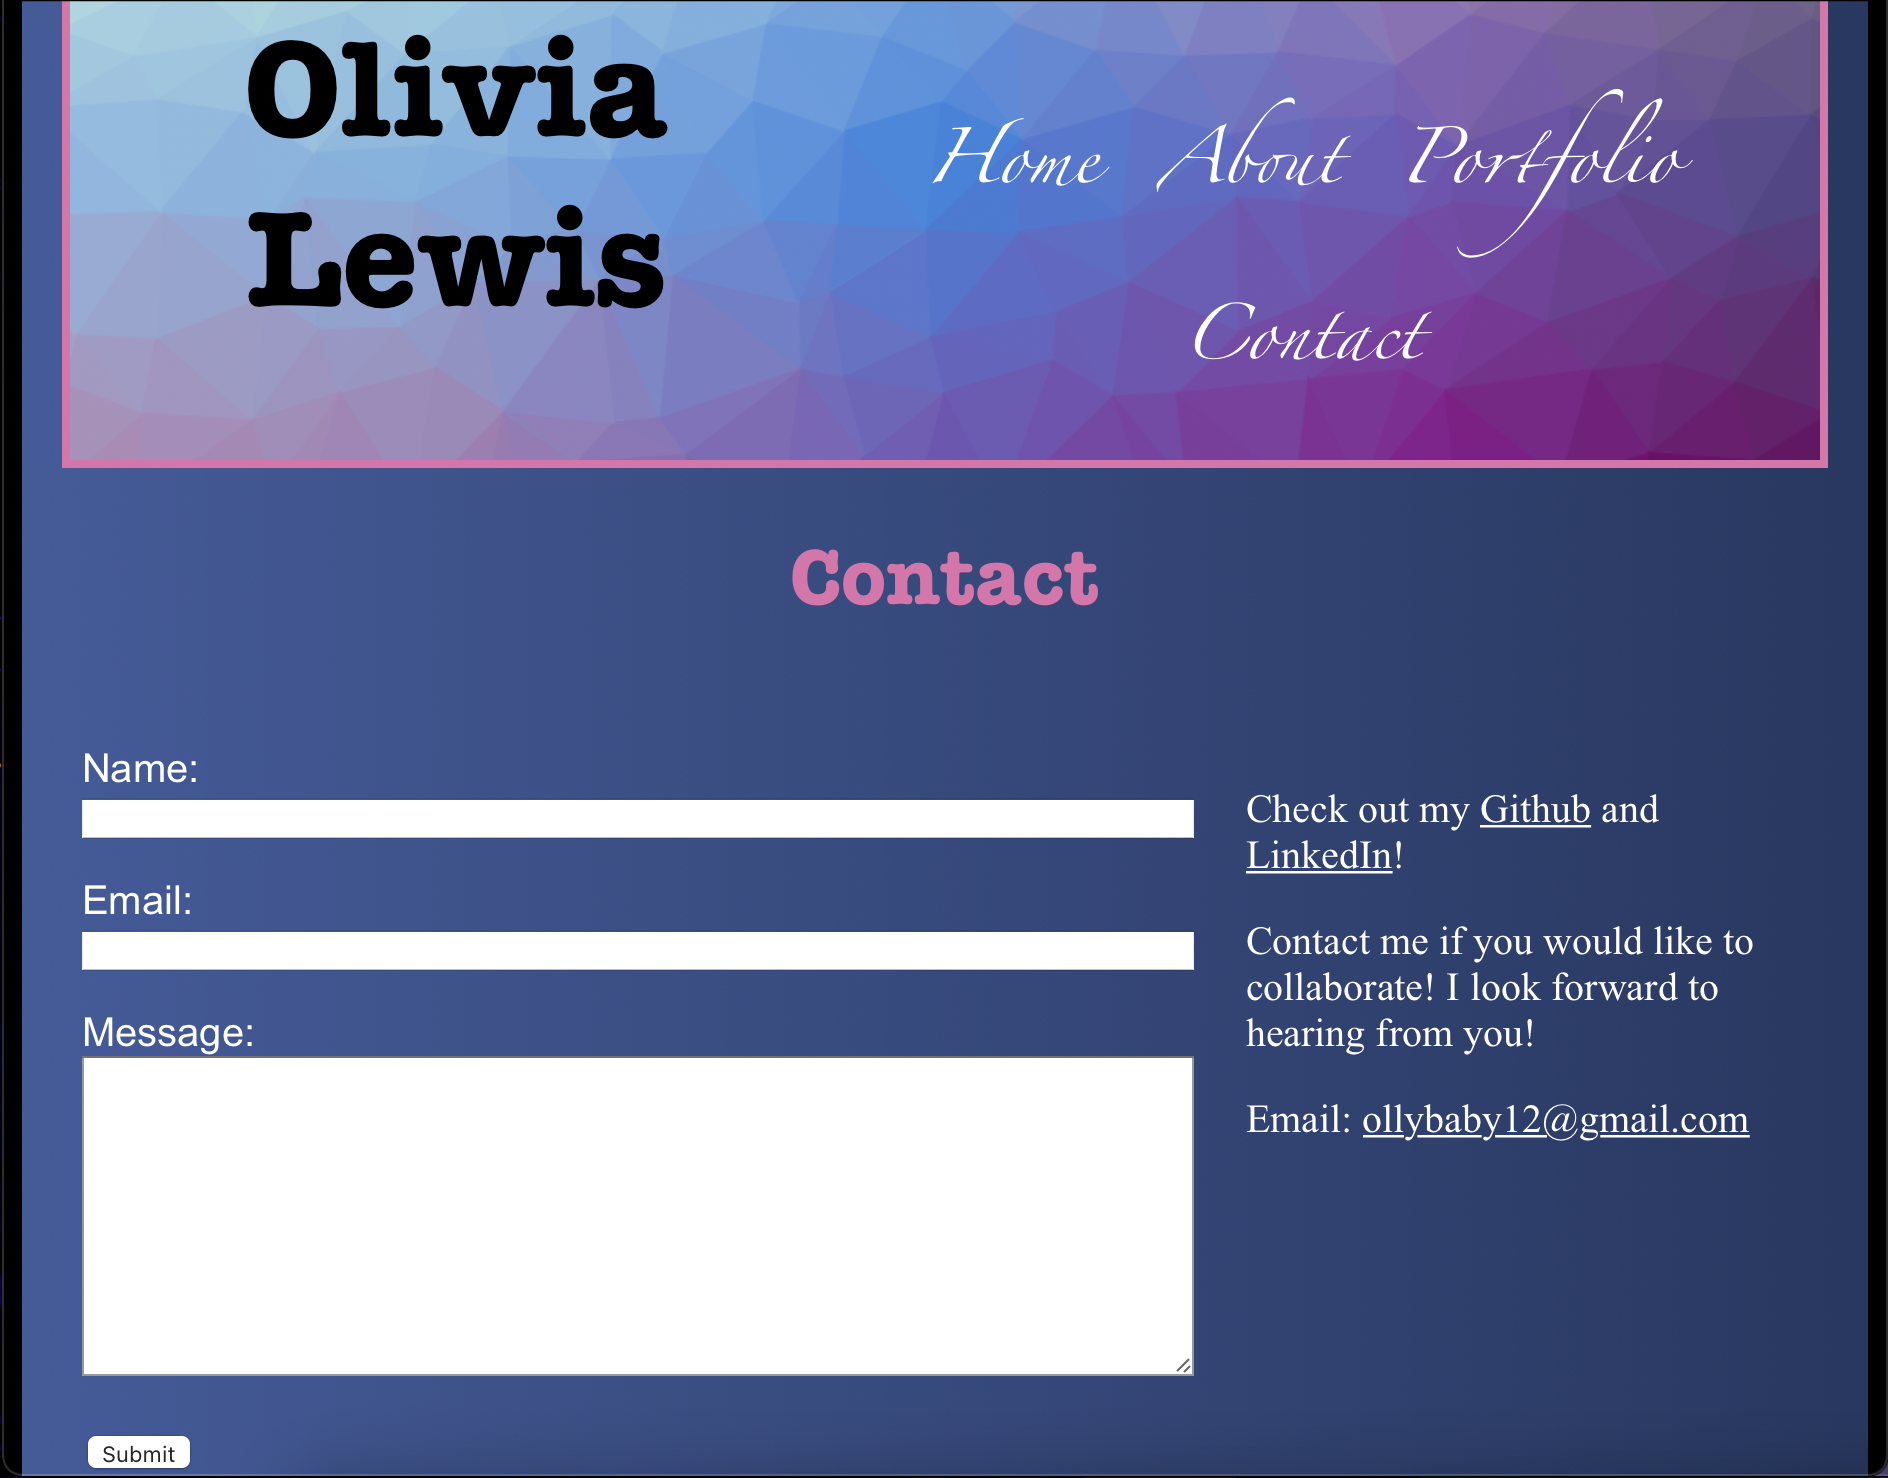 Olivia
Lewis
Home About Portfolio
Contact
Contact
Name:
Email:
Message:
Submit
Check out my Github and
LinkedIn!
Contact me if you would like to
collaborate! I look forward to
hearing from you!
Email: ollybaby12@gmail.com